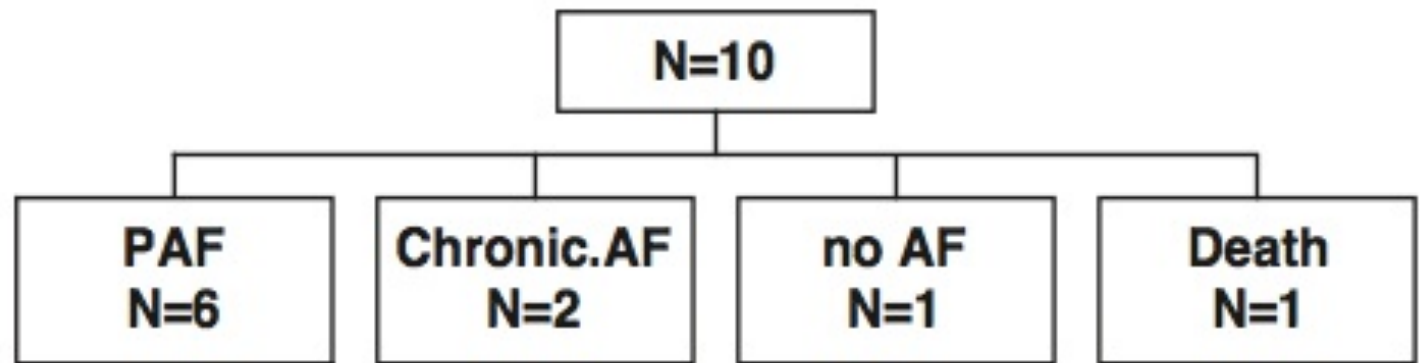 N=10
PAF
N=6
Chronic.AF
N=2
no AF
N=1
Death
N=1